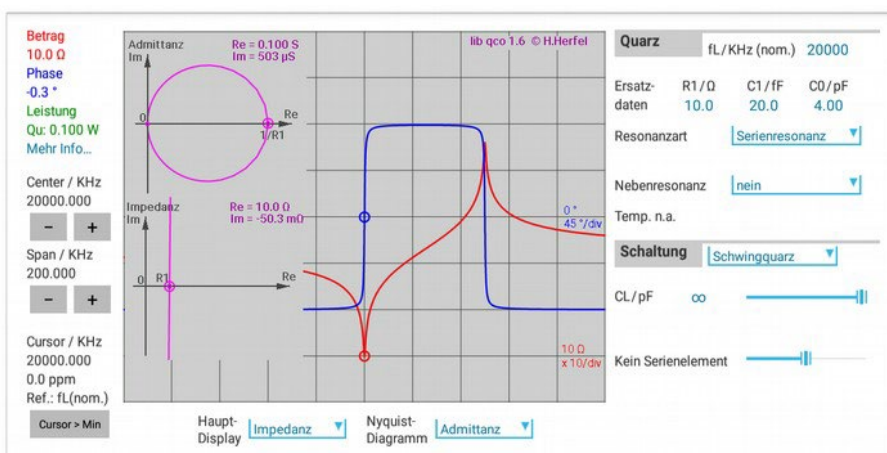 Betrag
10.0 Ω
Phase
-0.3 °
Leistung
Qu: 0.100 W
Mehr Info...
Center / KHz
20000.000
- +
Span / KHz
200.000
- +
Cursor / KHz
20000.000
0.0 ppm
Ref.: fL(nom.)
Cursor > Min
Admittanz
Im
Re = 0.100 S
Im = 503 µS
0
Re
1/R1
Impedanz
Im
Re = 10.0 Ω
Im = -50.3 mΩ
0
R1
Re
lib qco 1.6 © H.Herfel
0 °
45 °/div
10 Ω
x 10/div
Haupt-
Display
Impedanz
Nyquist-
Diagramm
Admittanz
Quarz
fL/KHz (nom.) 20000
Ersatz-
daten
R1/Ω C1/fF C0/pF
10.0 20.0 4.00
Resonanzart Serienresonanz
Nebenresonanz nein
Temp. n.a.
Schaltung Schwingquarz
CL/pF ∞
Kein Serienelement